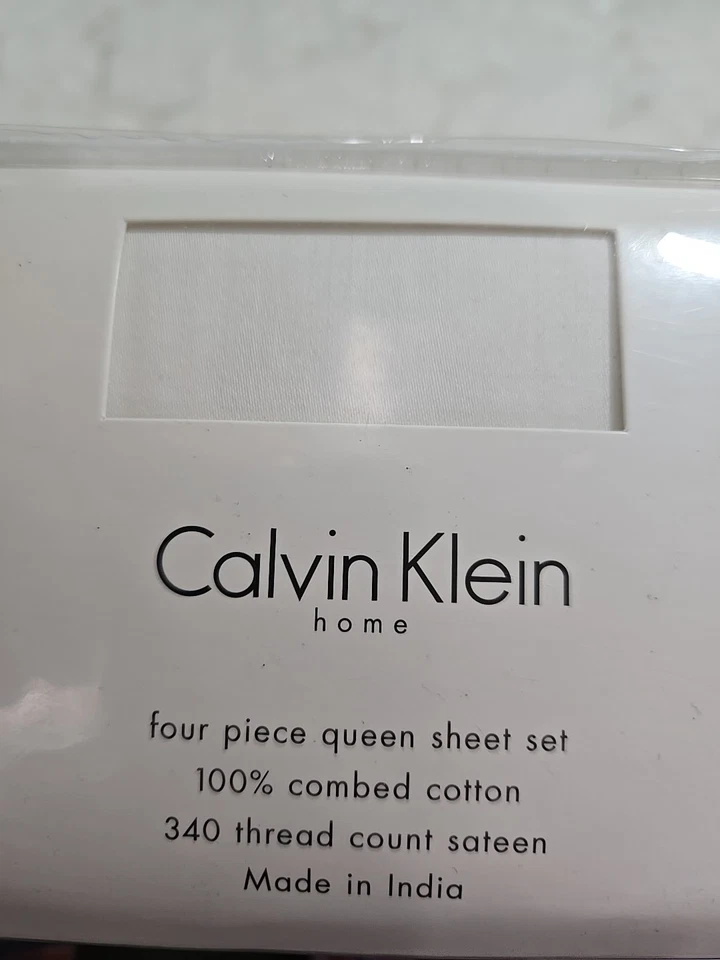 Calvin Klein
home
four piece queen sheet set
100% combed cotton
340 thread count sateen
Made in India